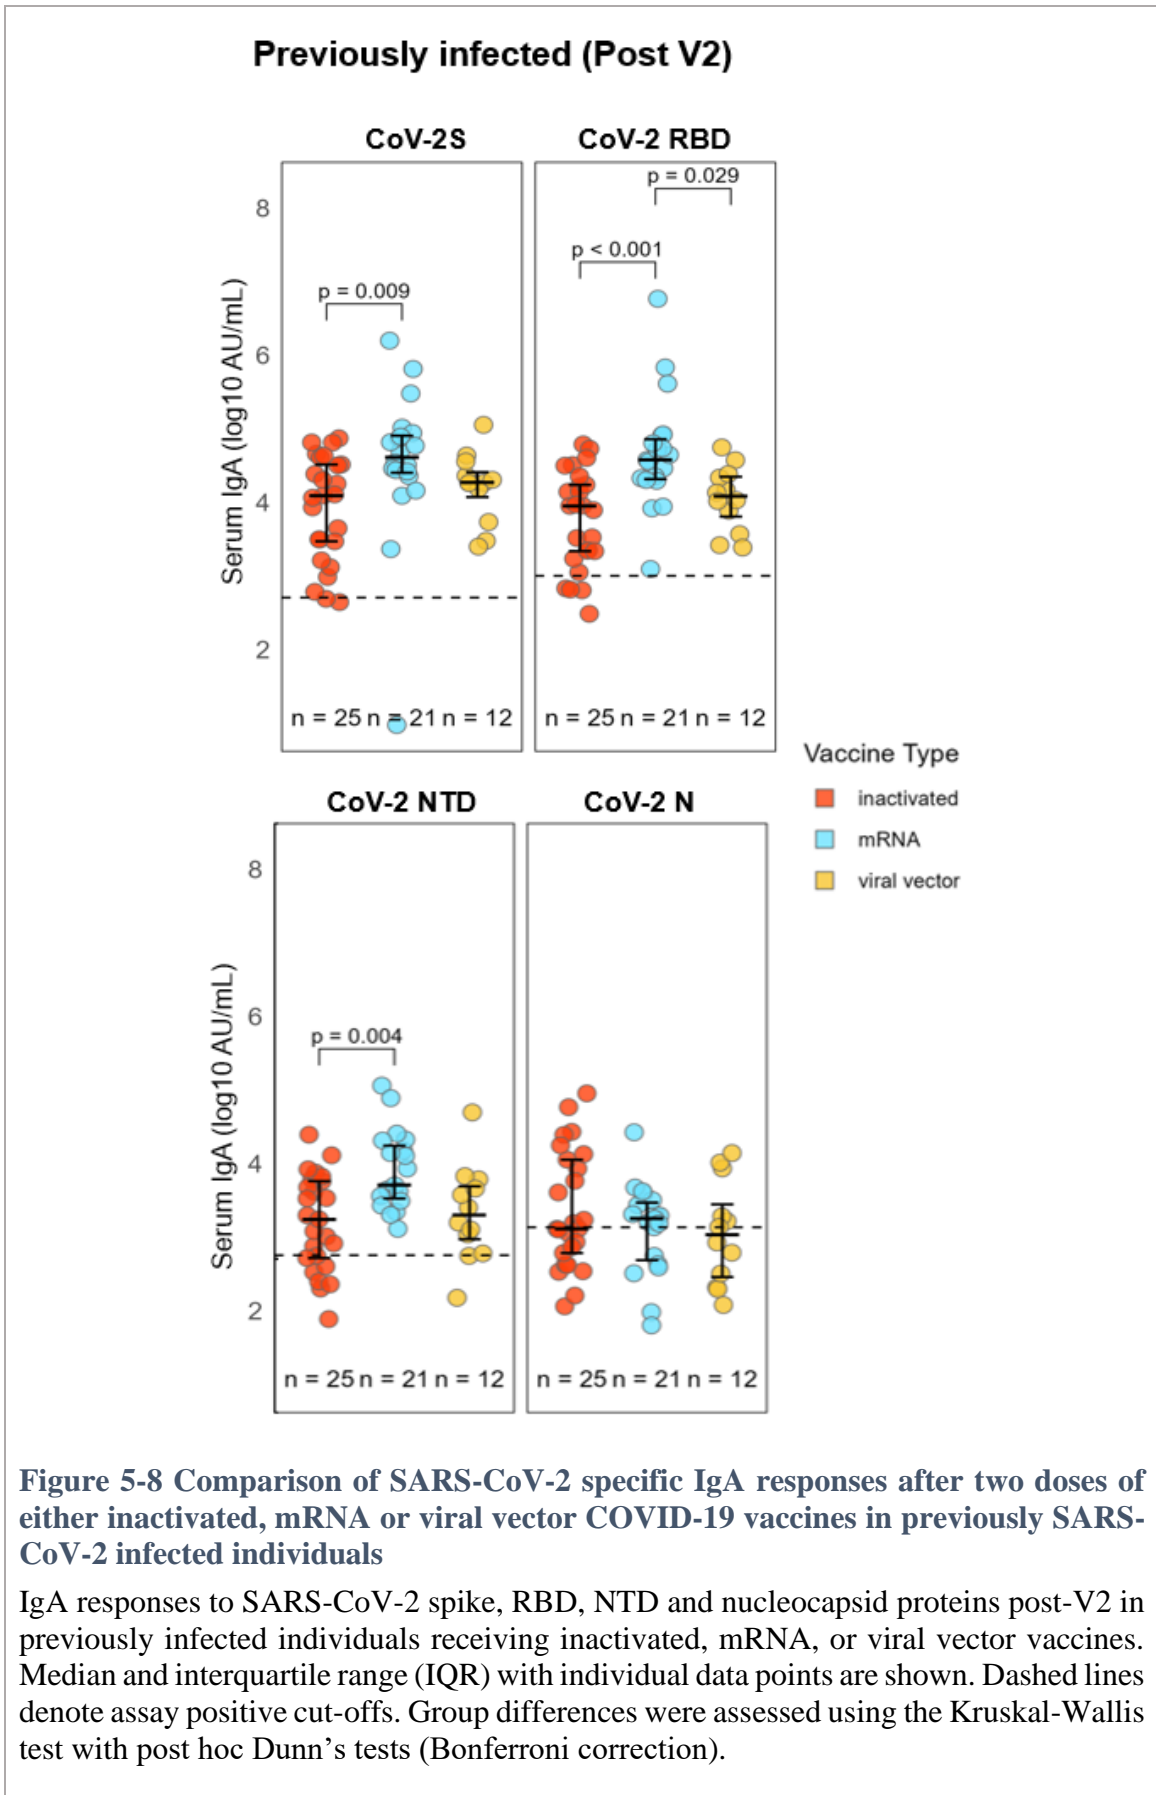 Previously infected (Post V2)
CoV-2S
CoV-2 RBD
p = 0.029
p < 0.001
p = 0.009
8
6
4
2
Serum IgA (log10 AU/mL)
n = 25 n = 21 n = 12
n = 25 n = 21 n = 12
Vaccine Type
inactivated
mRNA
viral vector
CoV-2 NTD
CoV-2 N
p = 0.004
8
6
4
2
Serum IgA (log10 AU/mL)
n = 25 n = 21 n = 12
n = 25 n = 21 n = 12
Figure 5-8 Comparison of SARS-CoV-2 specific IgA responses after two doses of
either inactivated, mRNA or viral vector COVID-19 vaccines in previously SARS-
CoV-2 infected individuals
IgA responses to SARS-CoV-2 spike, RBD, NTD and nucleocapsid proteins post-V2 in
previously infected individuals receiving inactivated, mRNA, or viral vector vaccines.
Median and interquartile range (IQR) with individual data points are shown. Dashed lines
denote assay positive cut-offs. Group differences were assessed using the Kruskal-Wallis
test with post hoc Dunn’s tests (Bonferroni correction).